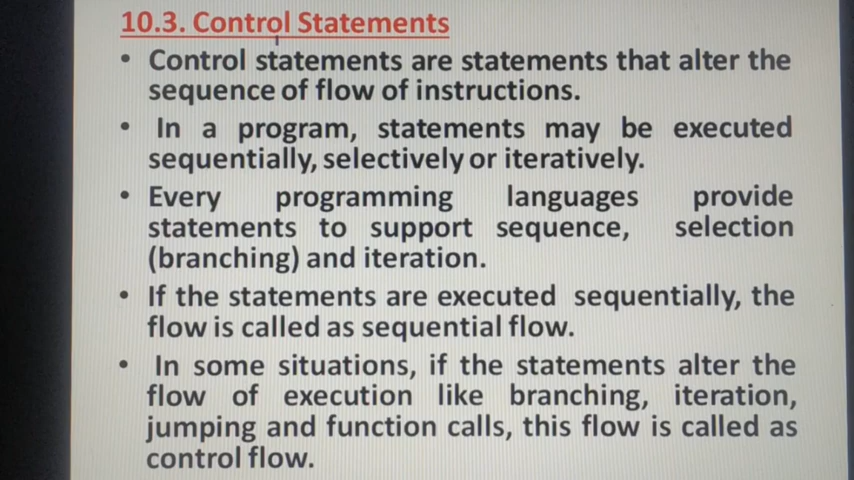 10.3. Control Statements
• Control statements are statements that alter the
sequence of flow of instructions.
• In a program, statements may be executed
sequentially, selectively or iteratively.
• Every programming languages provide
statements to support sequence, selection
(branching) and iteration.
• If the statements are executed sequentially, the
flow is called as sequential flow.
• In some situations, if the statements alter the
flow of execution like branching, iteration,
jumping and function calls, this flow is called as
control flow.